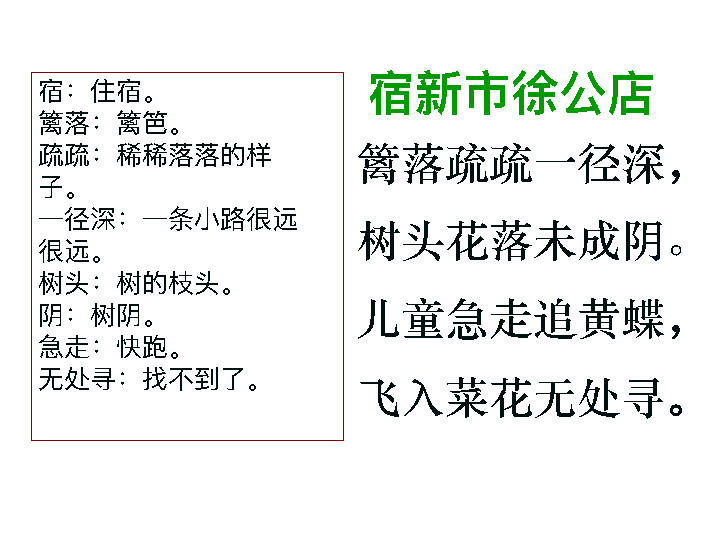 宿：住宿。
篱落：篱笆。
疏疏：稀稀落落的样
子。
一径深：一条小路很远
很远。
树头：树的枝头。
阴：树阴。
急走：快跑。
无处寻：找不到了。
宿新市徐公店
篱落疏疏一径深，
树头花落未成阴。
儿童急走追黄蝶，
飞入菜花无处寻。